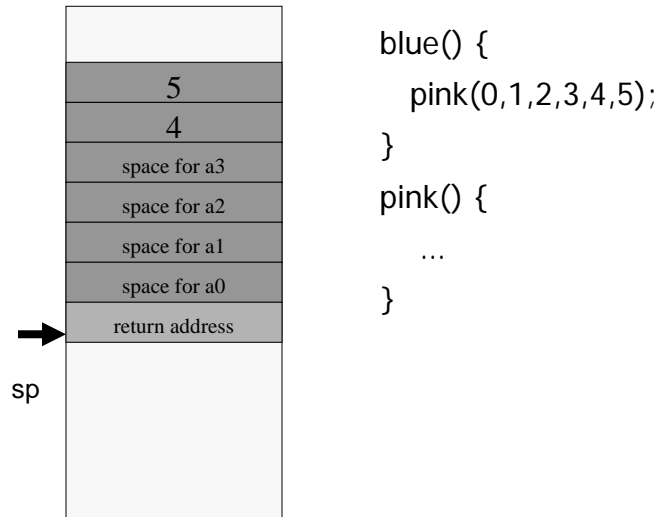 5
4
space for a3
space for a2
space for a1
space for a0
return address
sp
blue() {
pink(0,1,2,3,4,5);
}
pink() {
…
}